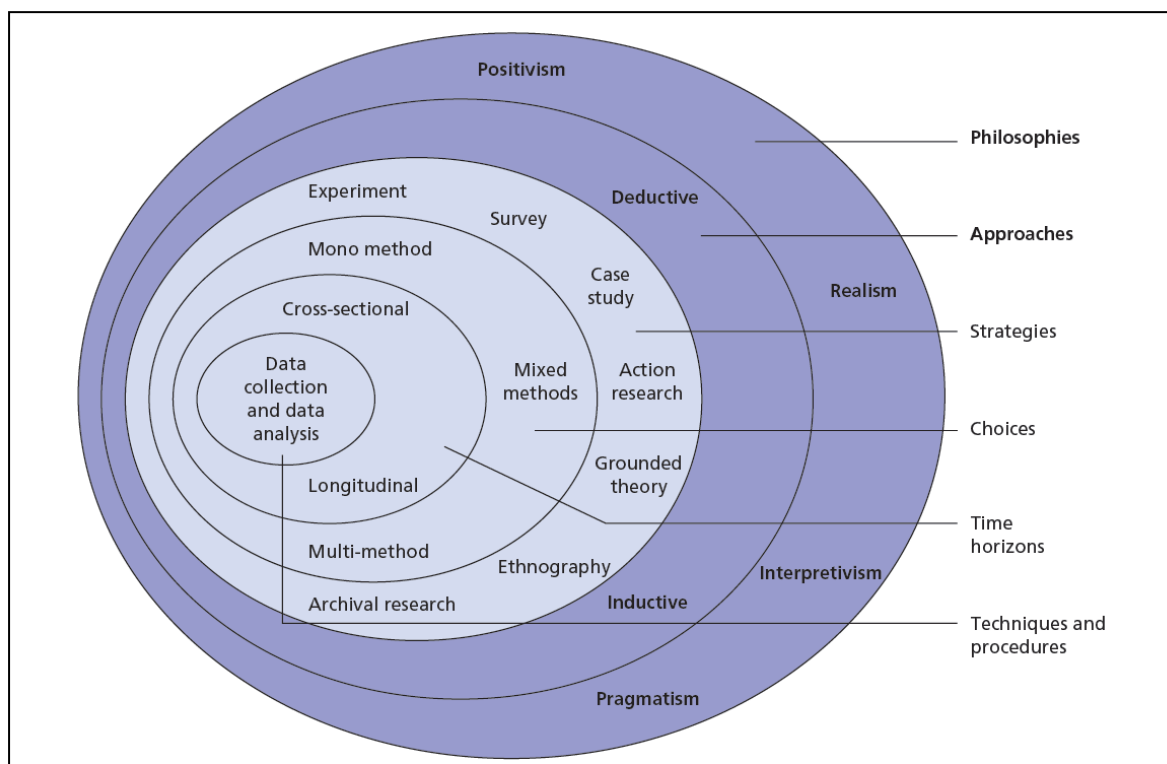 Positivism
Philosophies
Experiment
Deductive
Survey
Approaches
Mono method
Case
study
Realism
Cross-sectional
Strategies
Data
collection
and data
analysis
Mixed
methods
Action
research
Choices
Grounded
theory
Longitudinal
Time
horizons
Multi-method
Ethnography
Interpretivism
Archival research
Inductive
Techniques and
procedures
Pragmatism